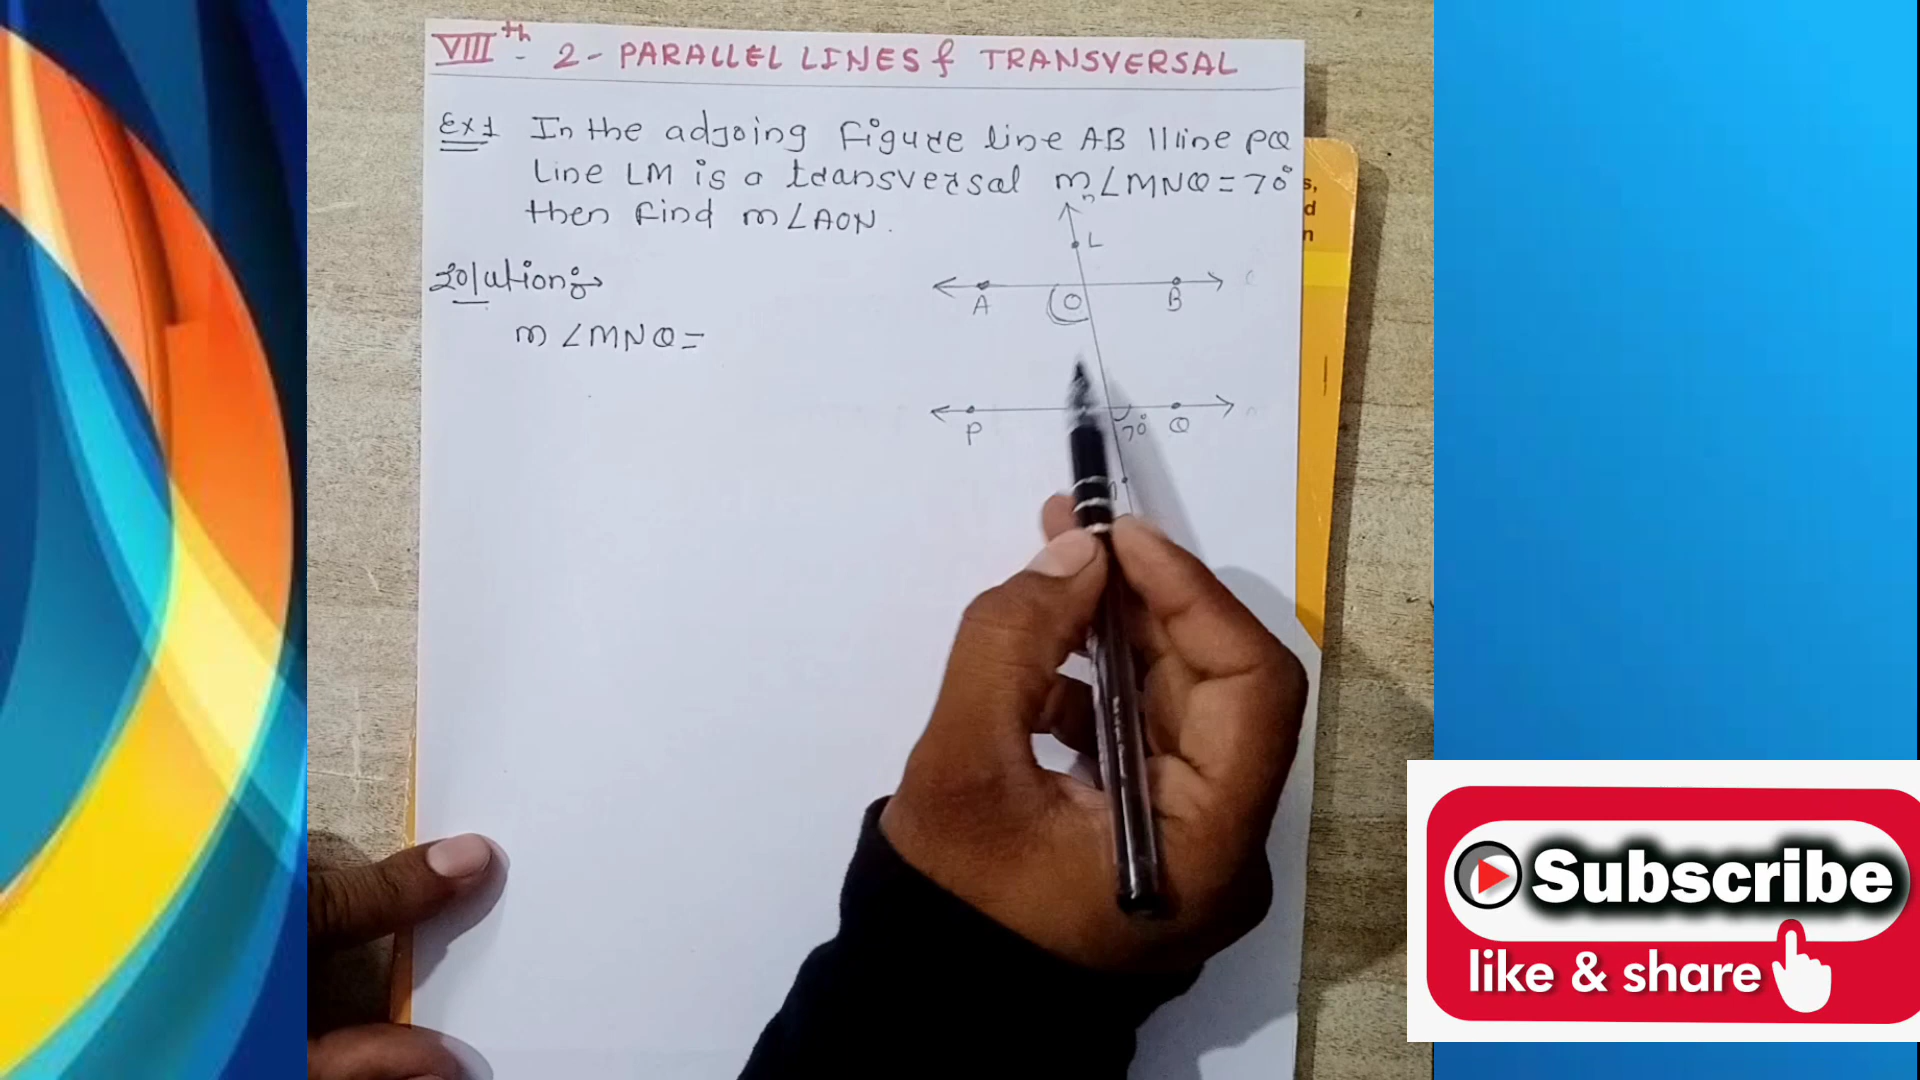 VIIIth - 2 - PARALLEL LINES & TRANSVERSAL
Ex 1 In the adjoing figure line AB || line PQ
Line LM is a transversal m∠MNQ = 70°
then find m∠AON.
Solution:→
m∠MNQ =
L
A
O
B
P
70°
Q
s,
d
n
Subscribe
like & share